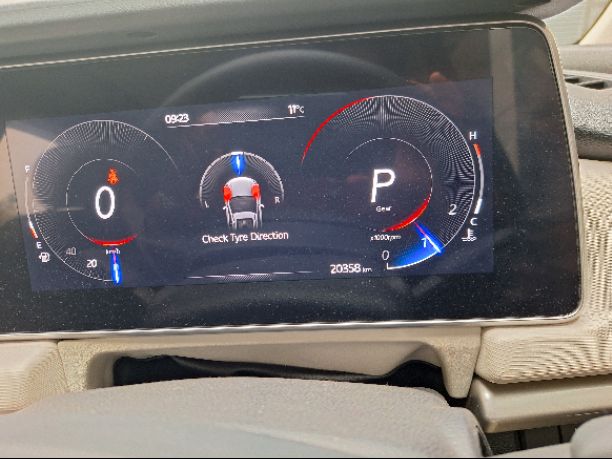 09:23
11°C
F
0
P
H
Gear
R
2
E
Check Tyre Direction
x1000rpm
C
40
km/h
1
20
0
20358 km